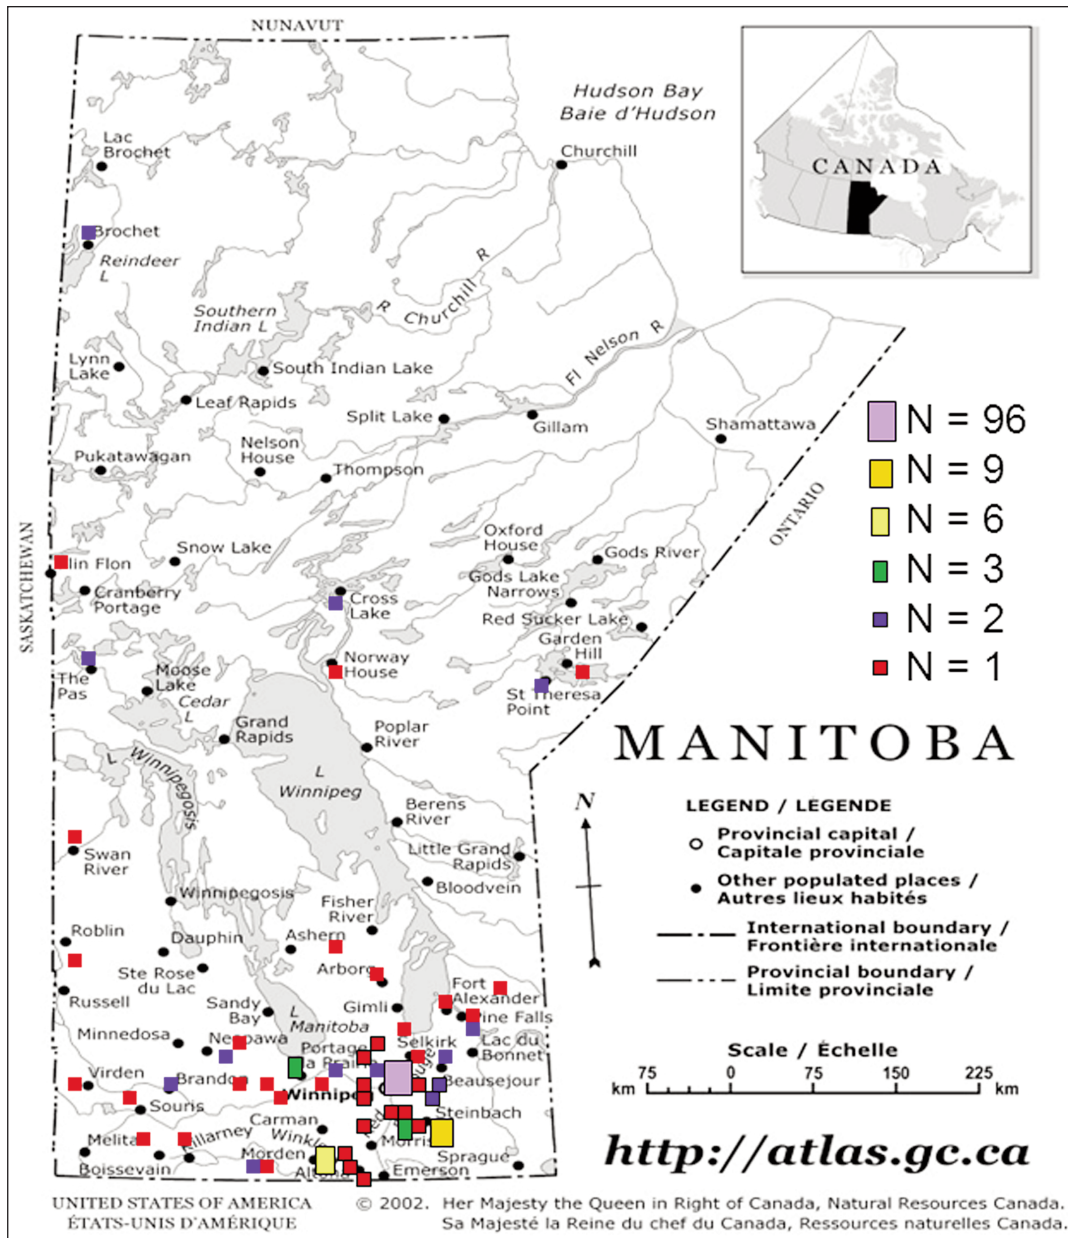 NUNAVUT
Hudson Bay
Baie d'Hudson
CANADA
Lac
Brochet
Churchill
Brochet
Reindeer
L
R Churchill R
Southern
Indian L
Lynn
Lake
South Indian Lake
Fl Nelson R
Leaf Rapids
Split Lake
Gillam
Shamattawa
N = 96
N = 9
N = 6
N = 3
N = 2
N = 1
Nelson
House
Pukatawagan
Thompson
ONTARIO
SASKATCHEWAN
Snow Lake
Oxford
House
Gods River
lin Flon
Cranberry
Portage
Cross
Lake
Gods Lake
Narrows
Red Sucker Lake
Garden
Hill
Norway
House
St Theresa
Point
The
Pas
Moose
Lake
Cedar
L
Grand
Rapids
Poplar
River
MANITOBA
L Winnipegosis
L
Winnipeg
N
LEGEND / LÉGENDE
Provincial capital /
Capitale provinciale
Other populated places /
Autres lieux habités
International boundary /
Frontière internationale
Provincial boundary /
Limite provinciale
Berens
River
Little Grand
Rapids
Swan
River
Bloodvein
Winnipegosis
Fisher
River
Roblin
Dauphin
Ashern
Ste Rose
du Lac
Arborg
Fort
Alexander
Russell
Sandy
Bay
L
Manitoba
Gimli
Pine Falls
Minnedosa
Neepawa
Portage
la Prairie
Selkirk
Lac du
Bonnet
Scale / Échelle
km 75 0 75 150 225 km
Virden
Brandon
Winnipeg
Red
Beausejour
Souris
Carman
Steinbach
Melita
Killarney
Winkle
Morris
Morden
Boissevain
Altona
Emerson
Sprague
http://atlas.gc.ca
UNITED STATES OF AMERICA
ÉTATS-UNIS D'AMÉRIQUE
© 2002. Her Majesty the Queen in Right of Canada, Natural Resources Canada.
Sa Majesté la Reine du chef du Canada, Ressources naturelles Canada.